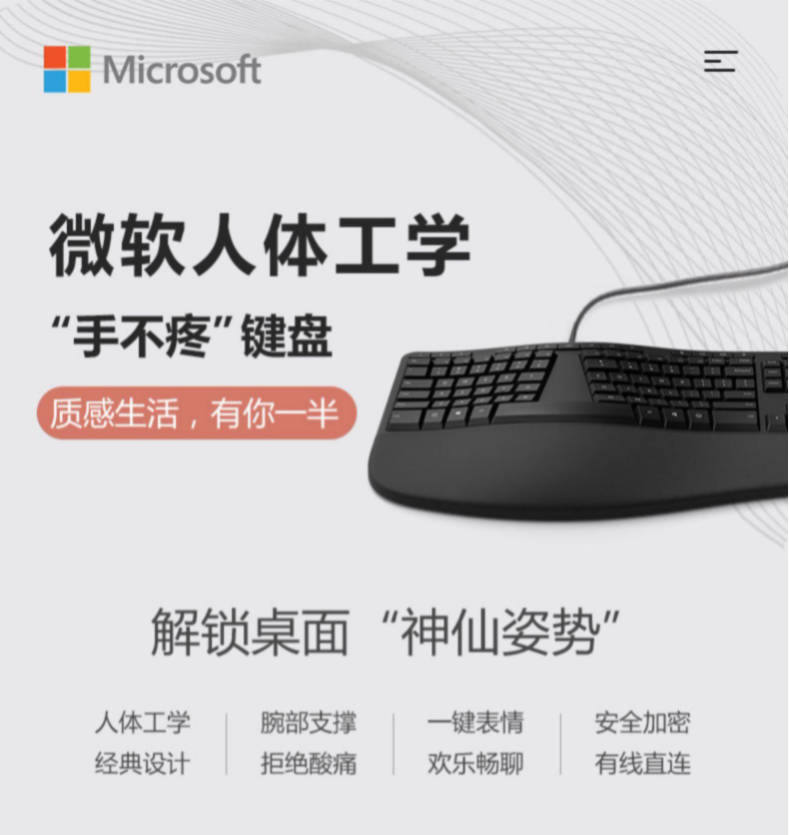 Microsoft
微软人体工学
“手不疼”键盘
质感生活，有你一半
解锁桌面“神仙姿势”
人体工学
经典设计
腕部支撑
拒绝酸痛
一键表情
欢乐畅聊
安全加密
有线直连